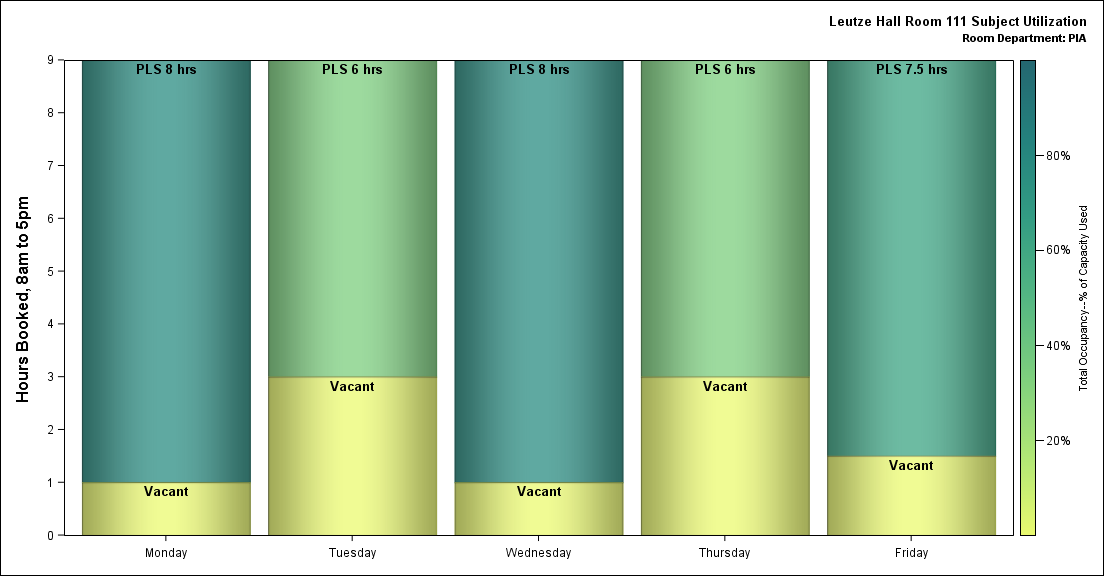 Leutze Hall Room 111 Subject Utilization
Room Department: PIA
Hours Booked, 8am to 5pm
9
8
7
6
5
4
3
2
1
0
PLS 8 hrs
PLS 6 hrs
PLS 8 hrs
PLS 6 hrs
PLS 7.5 hrs
Vacant
Vacant
Vacant
Vacant
Vacant
Monday
Tuesday
Wednesday
Thursday
Friday
80%
60%
40%
20%
Total Occupancy--% of Capacity Used